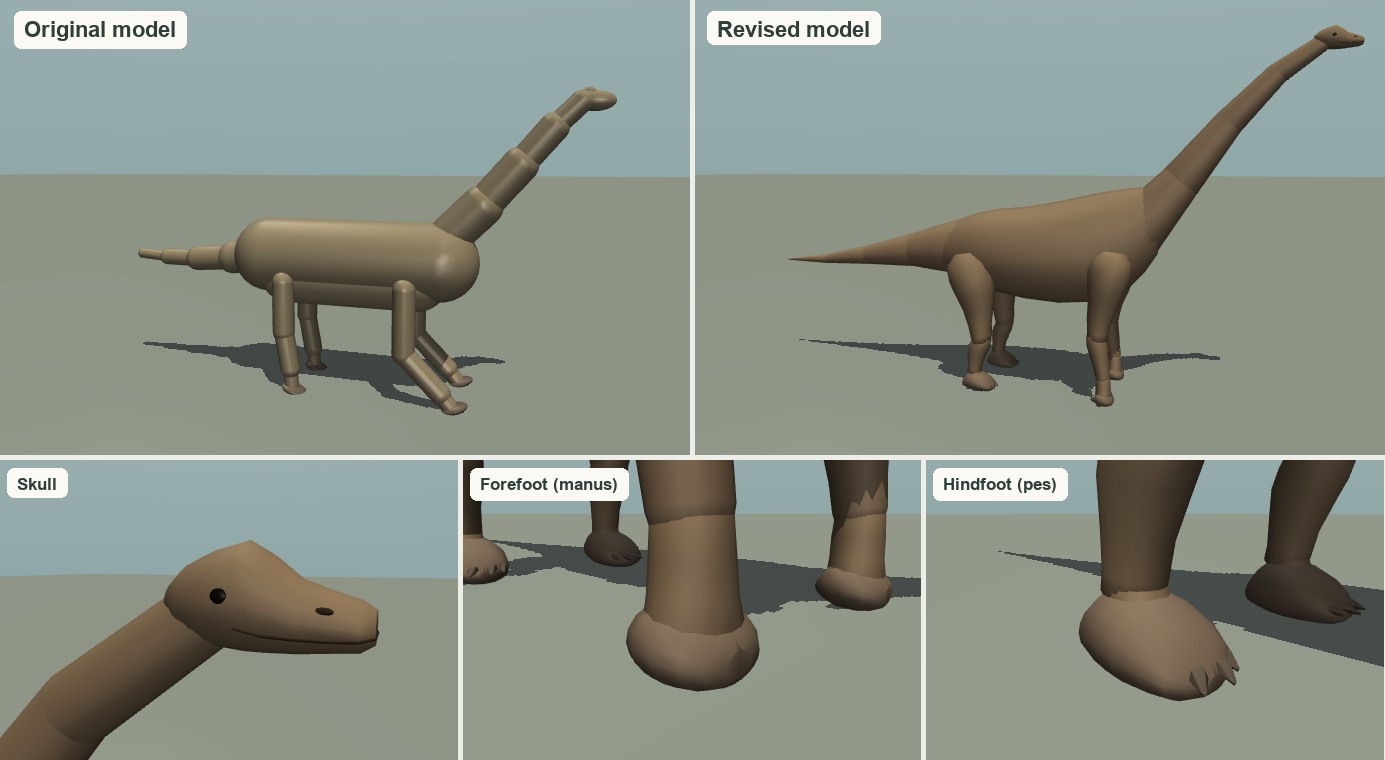 Original model
Revised model
Skull
Forefoot (manus)
Hindfoot (pes)